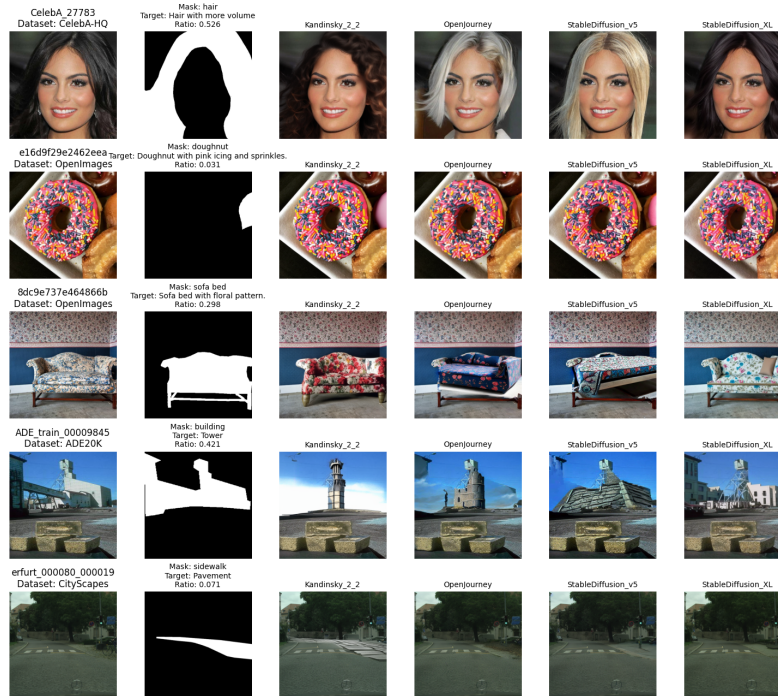 CelebA_27783
Dataset: CelebA-HQ
Mask: hair
Target: Hair with more volume
Ratio: 0.526
Kandinsky_2_2
OpenJourney
StableDiffusion_v5
StableDiffusion_XL
e16d9f29e2462eea
Dataset: OpenImages
Mask: doughnut
Target: Doughnut with pink icing and sprinkles.
Ratio: 0.031
Kandinsky_2_2
OpenJourney
StableDiffusion_v5
StableDiffusion_XL
8dc9e737e464866b
Dataset: OpenImages
Mask: sofa bed
Target: Sofa bed with floral pattern.
Ratio: 0.298
Kandinsky_2_2
OpenJourney
StableDiffusion_v5
StableDiffusion_XL
ADE_train_00009845
Dataset: ADE20K
Mask: building
Target: Tower
Ratio: 0.421
Kandinsky_2_2
OpenJourney
StableDiffusion_v5
StableDiffusion_XL
erfurt_000080_000019
Dataset: CityScapes
Mask: sidewalk
Target: Pavement
Ratio: 0.071
Kandinsky_2_2
OpenJourney
StableDiffusion_v5
StableDiffusion_XL